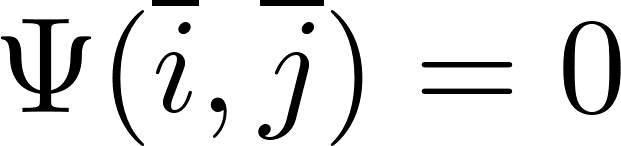 Ψ(i̅, j̅) = 0